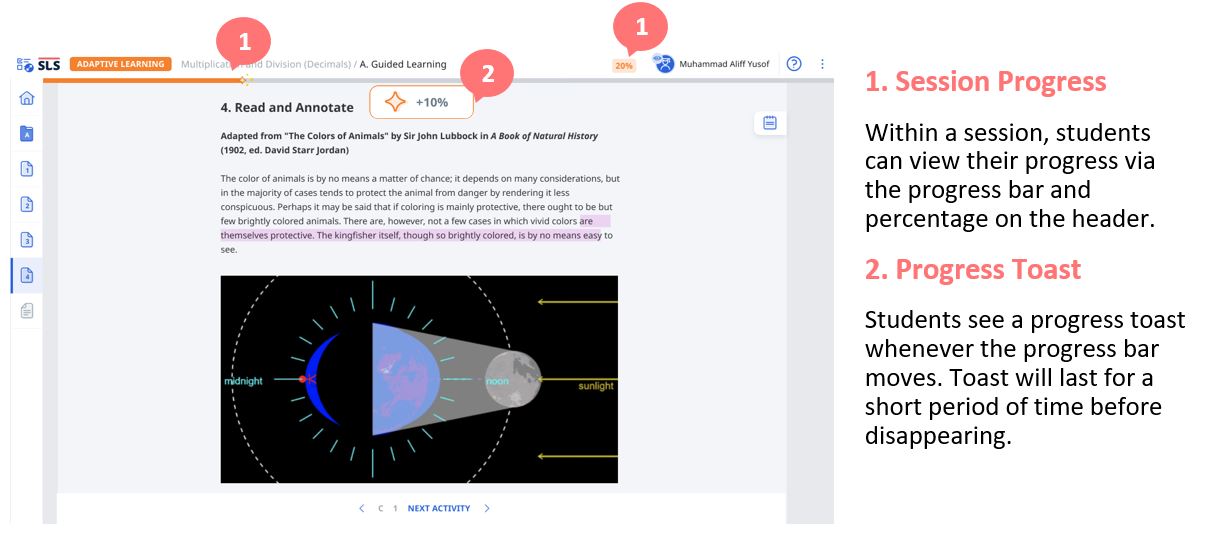 1
1
SLS ADAPTIVE LEARNING Multiplication and Division (Decimals) / A. Guided Learning
20% Muhammad Aliff Yusof
2
4. Read and Annotate
+10%
Adapted from "The Colors of Animals" by Sir John Lubbock in A Book of Natural History
(1902, ed. David Starr Jordan)
The color of animals is by no means a matter of chance; it depends on many considerations, but
in the majority of cases tends to protect the animal from danger by rendering it less
conspicuous. Perhaps it may be said that if coloring is mainly protective, there ought to be but
few brightly colored animals. There are, however, not a few cases in which vivid colors are
themselves protective. The kingfisher itself, though so brightly colored, is by no means easy to
see.
A
1
2
3
4
midnight
noon
sunlight
C 1 NEXT ACTIVITY
1. Session Progress
Within a session, students
can view their progress via
the progress bar and
percentage on the header.
2. Progress Toast
Students see a progress toast
whenever the progress bar
moves. Toast will last for a
short period of time before
disappearing.